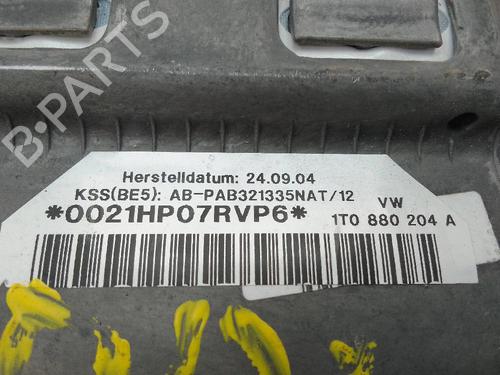 B-PARTS
Herstelldatum: 24.09.04
KSS(BE5): AB-PAB321335NAT/12 VW
*0021HP07RVP6* 1T0 880 204 A